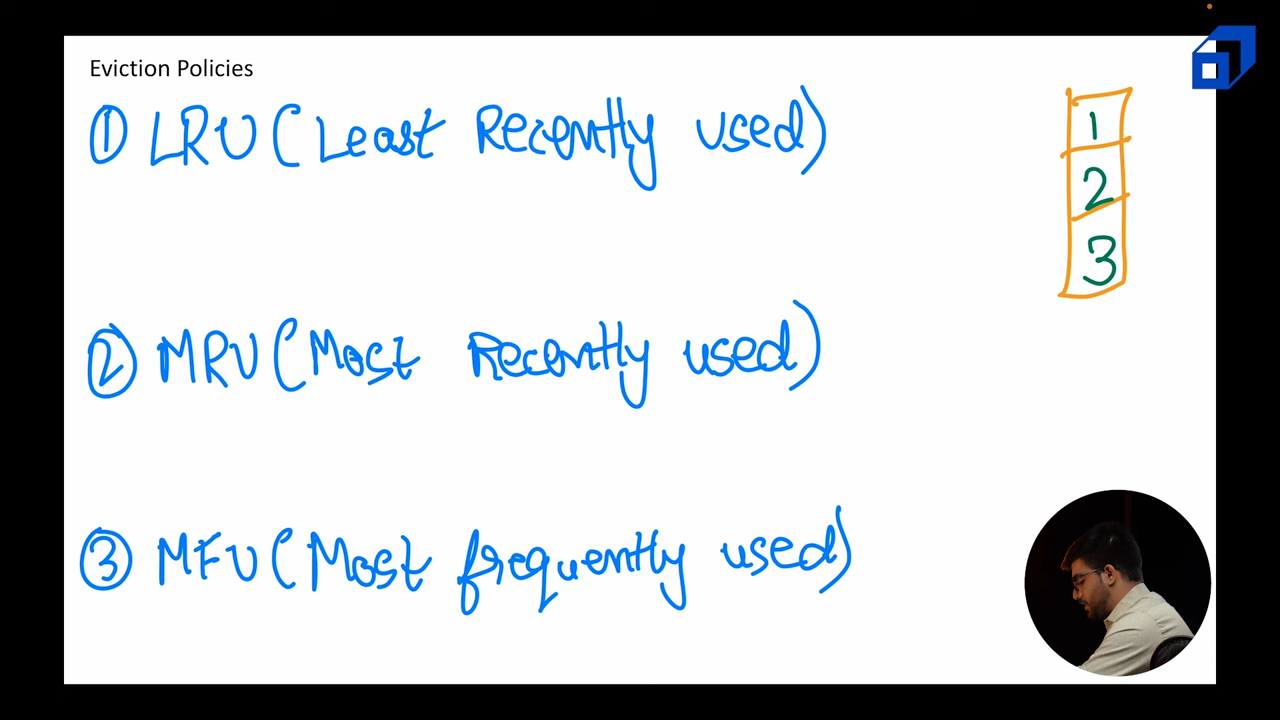 Eviction Policies
① LRU (Least Recently used)
1
2
3
② MRU (Most Recently used)
③ MFU (Most frequently used)